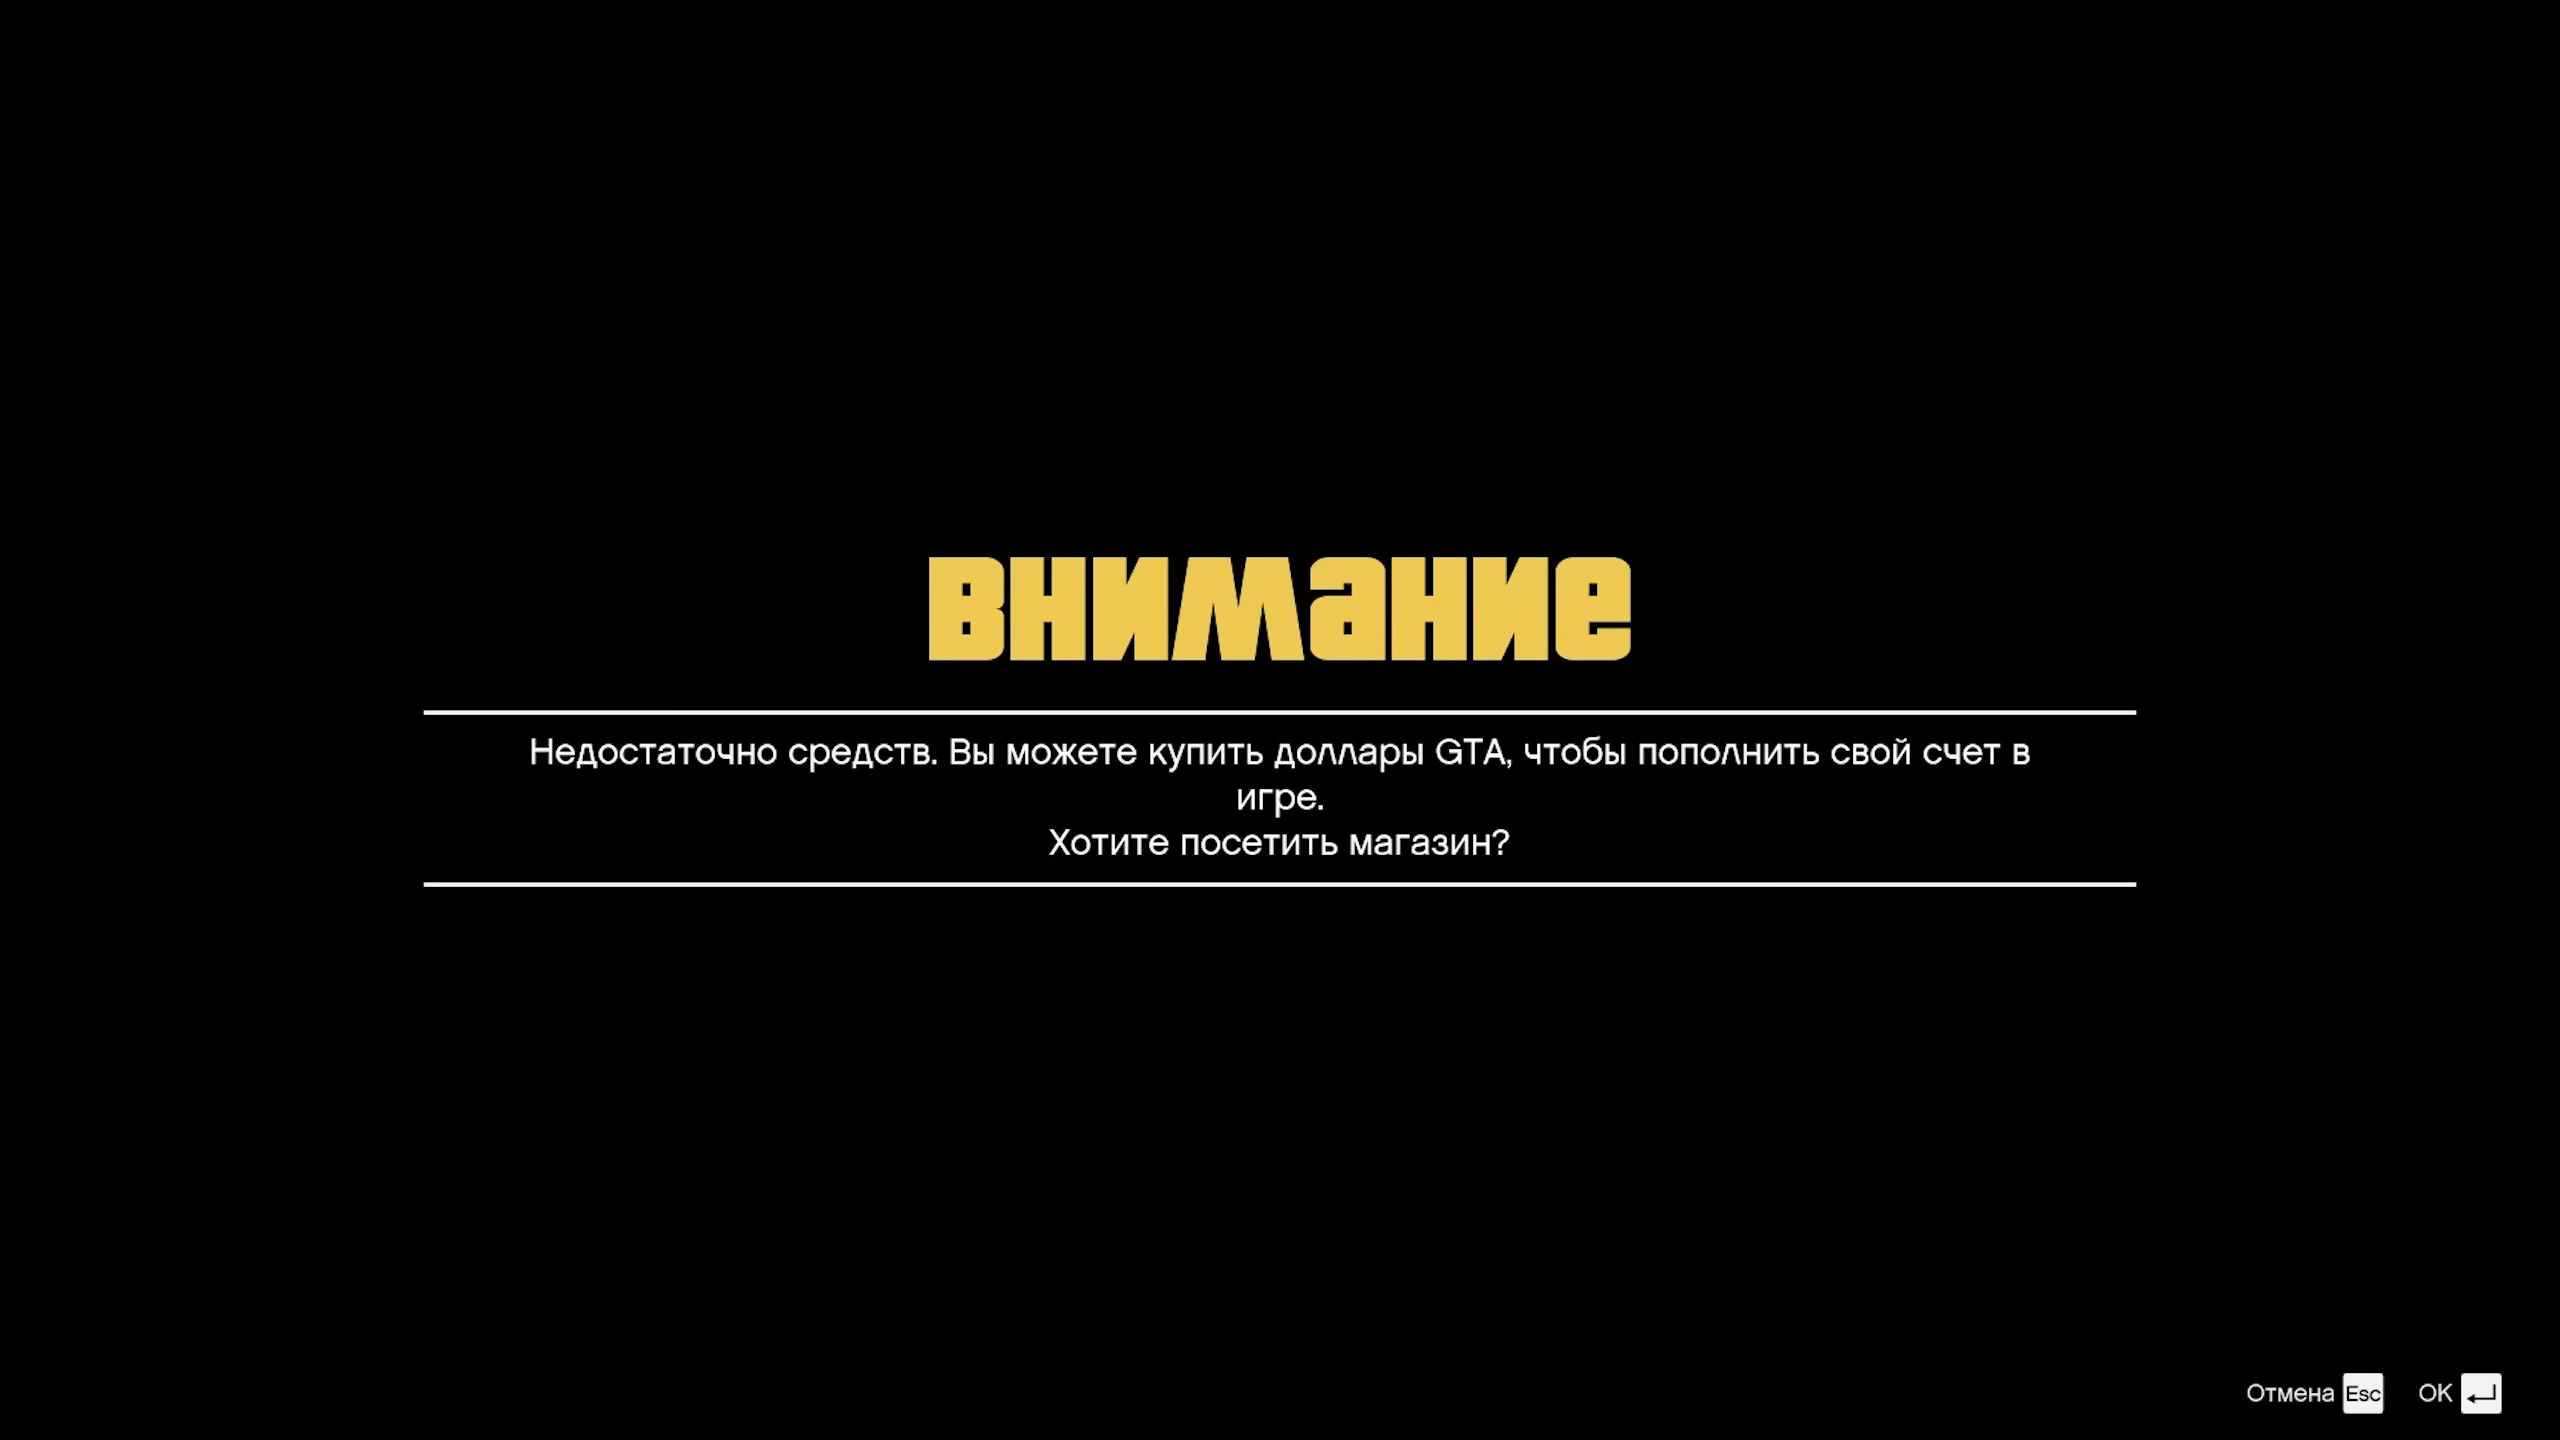 внимание
Недостаточно средств. Вы можете купить доллары GTA, чтобы пополнить свой счет в
игре.
Хотите посетить магазин?
Отмена Esc OK